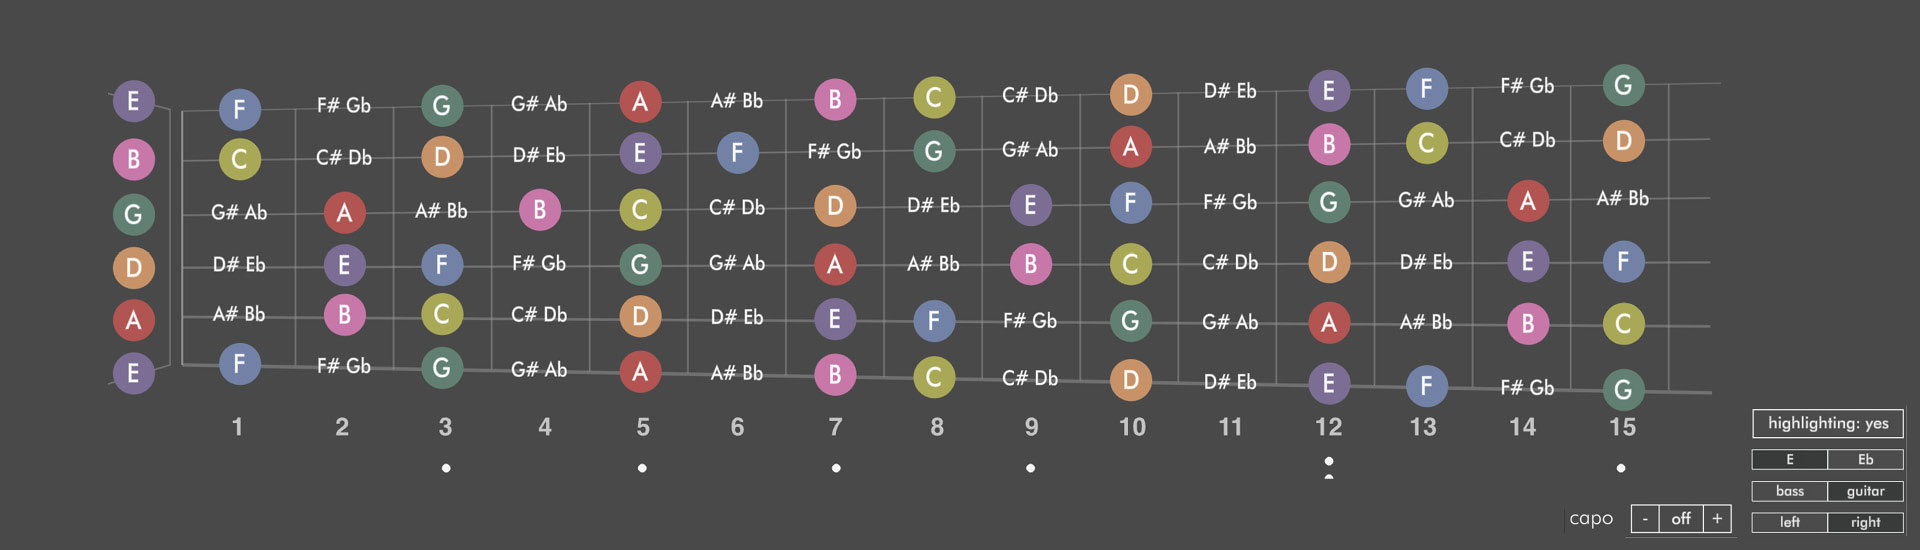 E F F# Gb G G# Ab A A# Bb B C C# Db D D# Eb E F F# Gb G
B C C# Db D D# Eb E F F# Gb G G# Ab A A# Bb B C C# Db D
G G# Ab A A# Bb B C C# Db D D# Eb E F F# Gb G G# Ab A A# Bb
D D# Eb E F F# Gb G G# Ab A A# Bb B C C# Db D D# Eb E F
A A# Bb B C C# Db D D# Eb E F F# Gb G G# Ab A A# Bb B C
E F F# Gb G G# Ab A A# Bb B C C# Db D D# Eb E F F# Gb G
1 2 3 4 5 6 7 8 9 10 11 12 13 14 15
highlighting: yes
E Eb
bass guitar
capo - off +
left right